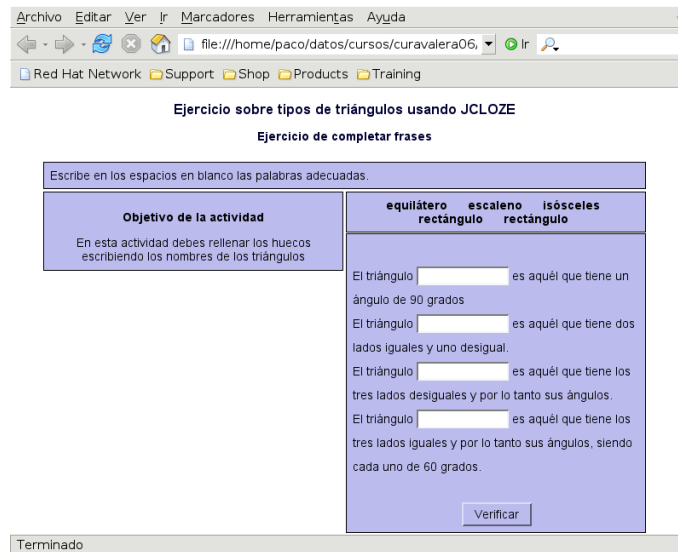 Archivo Editar Ver Ir Marcadores Herramientas Ayuda
file:///home/paco/datos/cursos/curavalera06, Ir
Red Hat Network Support Shop Products Training
Ejercicio sobre tipos de triángulos usando JCLOZE
Ejercicio de completar frases
Escribe en los espacios en blanco las palabras adecuadas.
Objetivo de la actividad
En esta actividad debes rellenar los huecos
escribiendo los nombres de los triángulos
equilátero escaleno isósceles
rectángulo rectángulo
El triángulo es aquél que tiene un
ángulo de 90 grados
El triángulo es aquél que tiene dos
lados iguales y uno desigual.
El triángulo es aquél que tiene los
tres lados desiguales y por lo tanto sus ángulos.
El triángulo es aquél que tiene los
tres lados iguales y por lo tanto sus ángulos, siendo
cada uno de 60 grados.
Verificar
Terminado